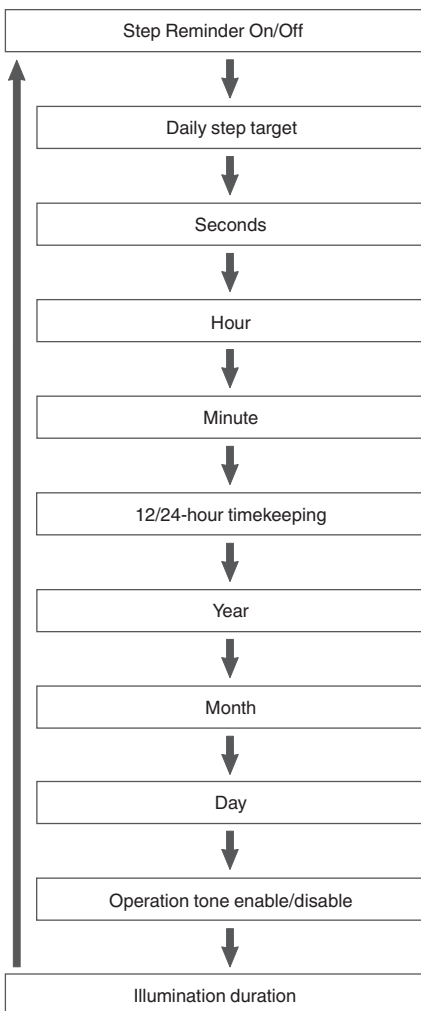 Step Reminder On/Off
Daily step target
Seconds
Hour
Minute
12/24-hour timekeeping
Year
Month
Day
Operation tone enable/disable
Illumination duration